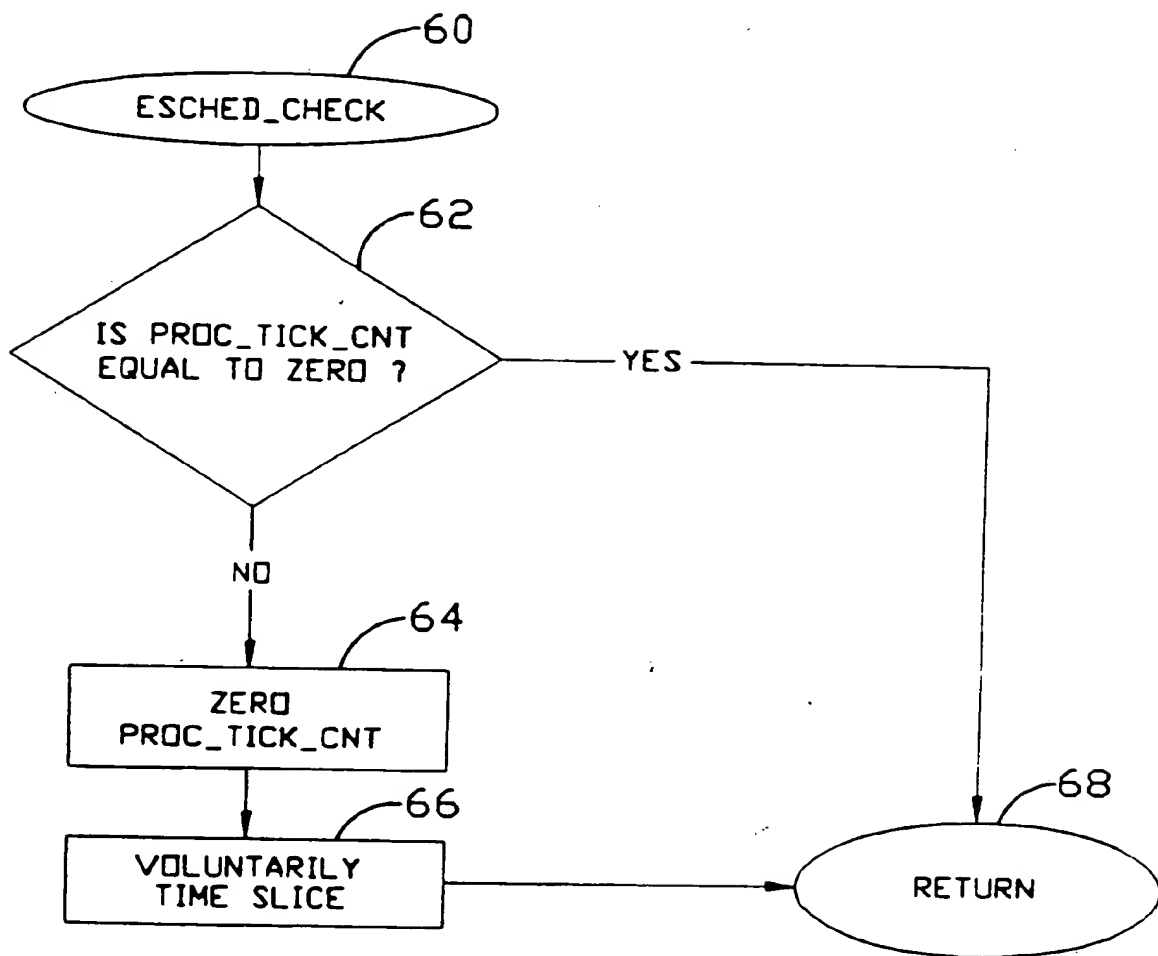 60
ESCHED_CHECK
62
IS PROC_TICK_CNT
EQUAL TO ZERO ?
YES
NO
64
ZERO
PROC_TICK_CNT
66
VOLUNTARILY
TIME SLICE
68
RETURN